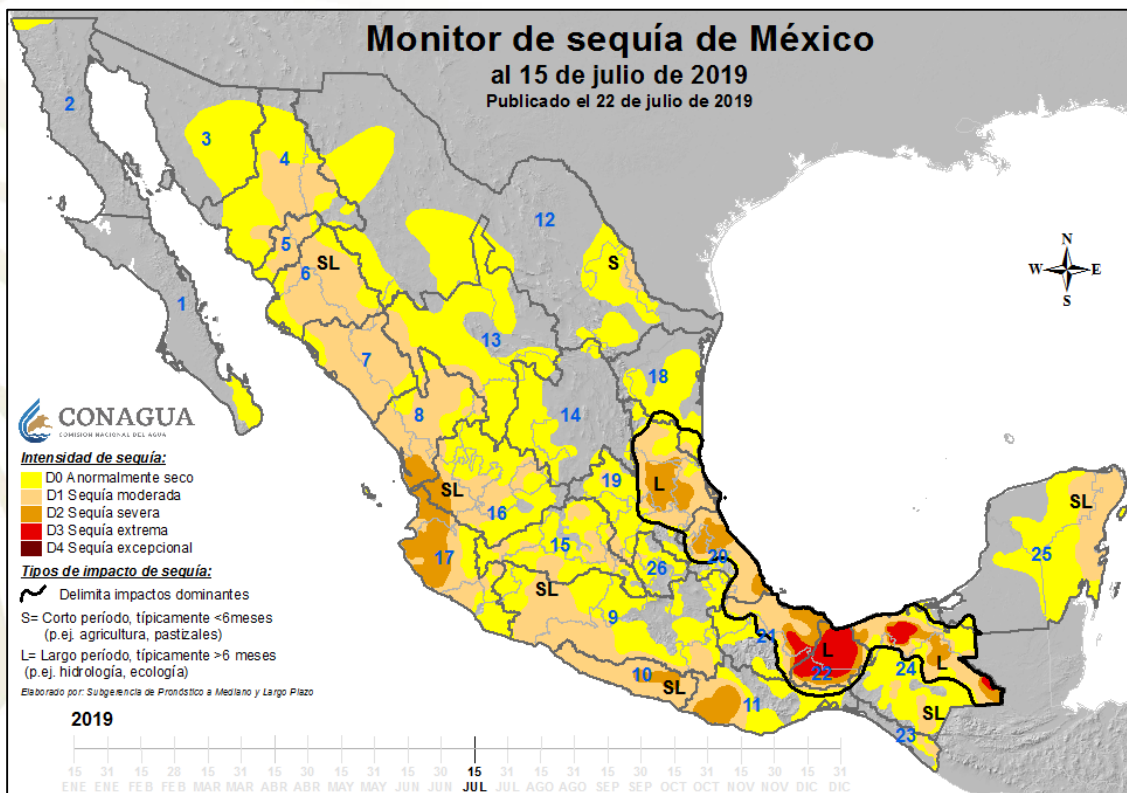 Monitor de sequía de México
al 15 de julio de 2019
Publicado el 22 de julio de 2019
2
3
4
12
5
SL
S
6
1
13
7
18
8
14
CONAGUA
COMISIÓN NACIONAL DEL AGUA
Intensidad de sequía:
D0 Anormalmente seco
D1 Sequía moderada
D2 Sequía severa
D3 Sequía extrema
D4 Sequía excepcional
Tipos de impacto de sequía:
Delimita impactos dominantes
S= Corto período, típicamente <6meses
(p.ej. agricultura, pastizales)
L= Largo período, típicamente >6 meses
(p.ej. hidrología, ecología)
Elaborado por: Subgerencia de Pronóstico a Mediano y Largo Plazo
N
W E
S
19
L
SL
16
SL
17
15
20
25
26
SL
9
21
L
L
22
24
10
SL
11
SL
23
2019
15 31 15 28 15 31 15 30 15 31 15 30 15 31 15 31 15 30 15 31 15 30 15 31
ENE ENE FEB FEB MAR MAR ABR ABR MAY MAY JUN JUN JUL JUL AGO AGO SEP SEP OCT OCT NOV NOV DIC DIC